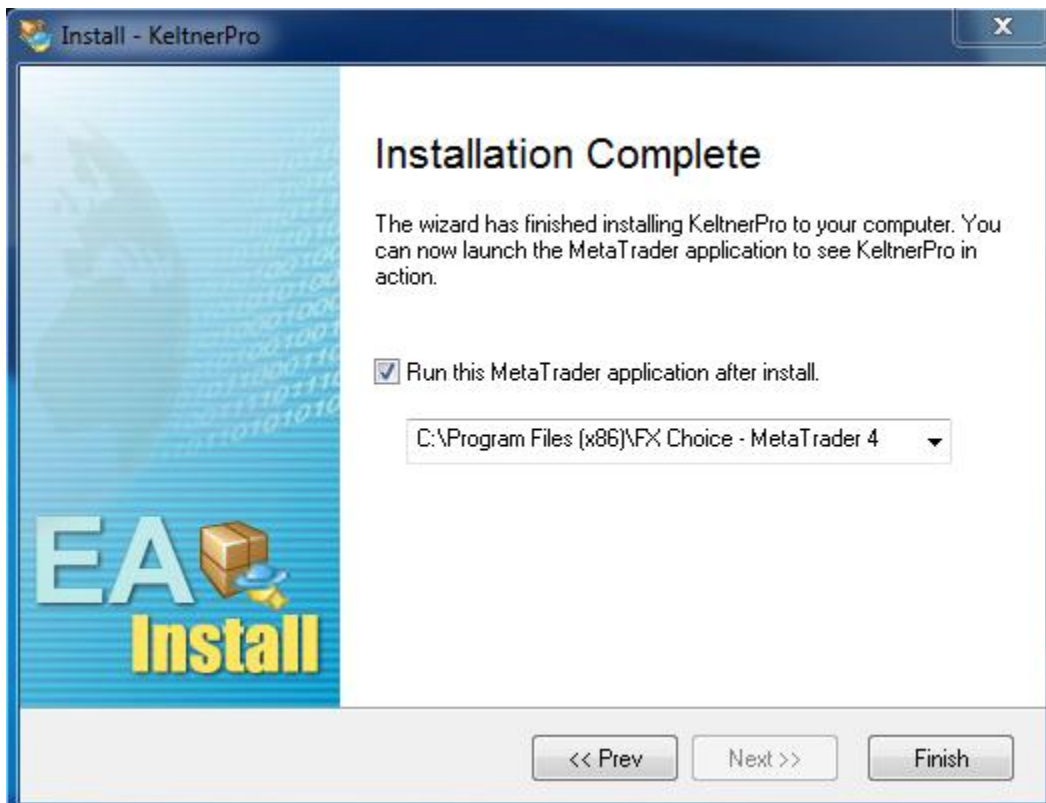 Install - KeltnerPro
X
Installation Complete
The wizard has finished installing KeltnerPro to your computer. You
can now launch the MetaTrader application to see KeltnerPro in
action.
Run this MetaTrader application after install.
C:\Program Files (x86)\FX Choice - MetaTrader 4
EA
Install
<< Prev
Next >>
Finish